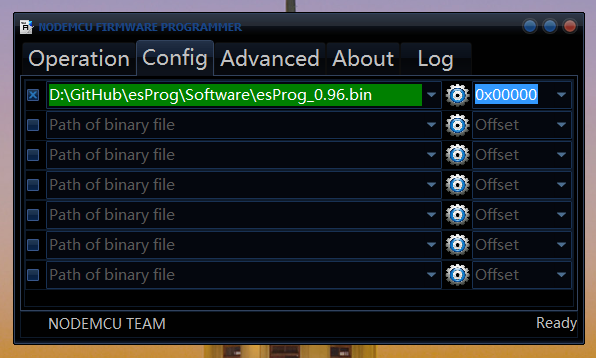 NODEMCU FIRMWARE PROGRAMMER
Operation Config Advanced About Log
D:\GitHub\esProg\Software\esProg_0.96.bin 0x00000
Path of binary file Offset
Path of binary file Offset
Path of binary file Offset
Path of binary file Offset
Path of binary file Offset
Path of binary file Offset
NODEMCU TEAM Ready